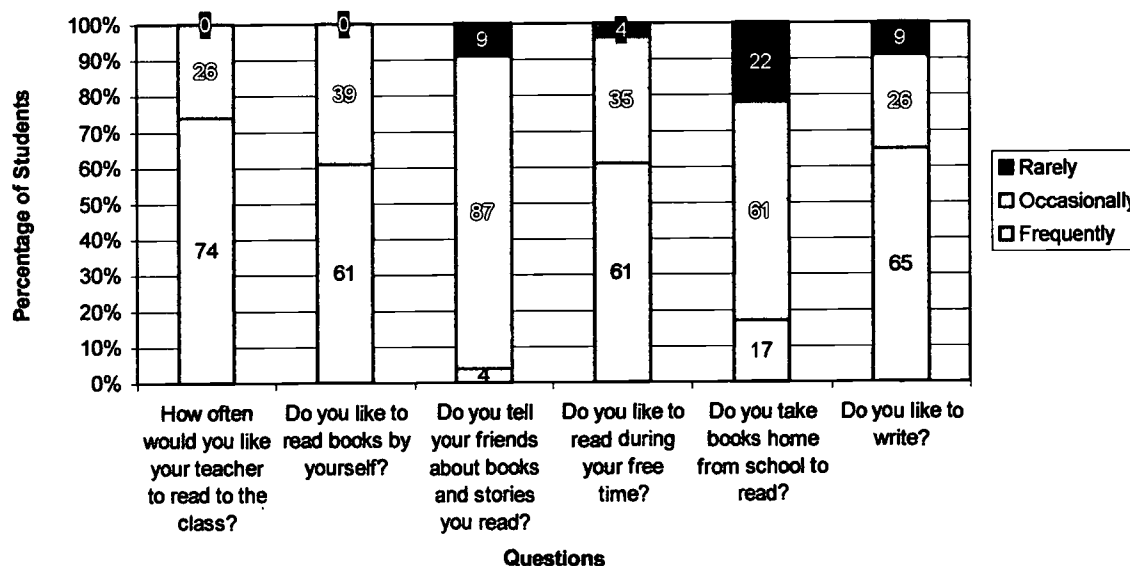 100%
90%
80%
70%
60%
50%
40%
30%
20%
10%
0%
Percentage of Students
0
26
74
0
39
61
9
87
4
4
35
61
22
61
17
9
26
65
Rarely
Occasionally
Frequently
How often
would you like
your teacher
to read to the
class?
Do you like to
read books by
yourself?
Do you tell
your friends
about books
and stories
you read?
Do you like to
read during
your free
time?
Do you take
books home
from school to
read?
Do you like to
write?
Questions